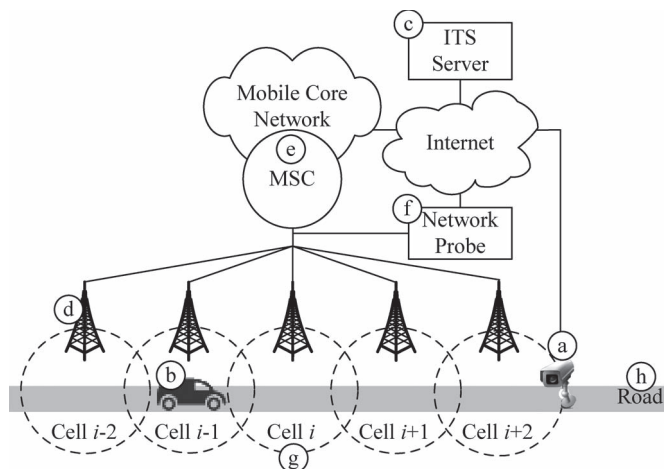 c
ITS
Server
Mobile Core
Network
e
MSC
Internet
f
Network
Probe
d
a
b
h
Road
Cell i-2
Cell i-1
Cell i
Cell i+1
Cell i+2
g